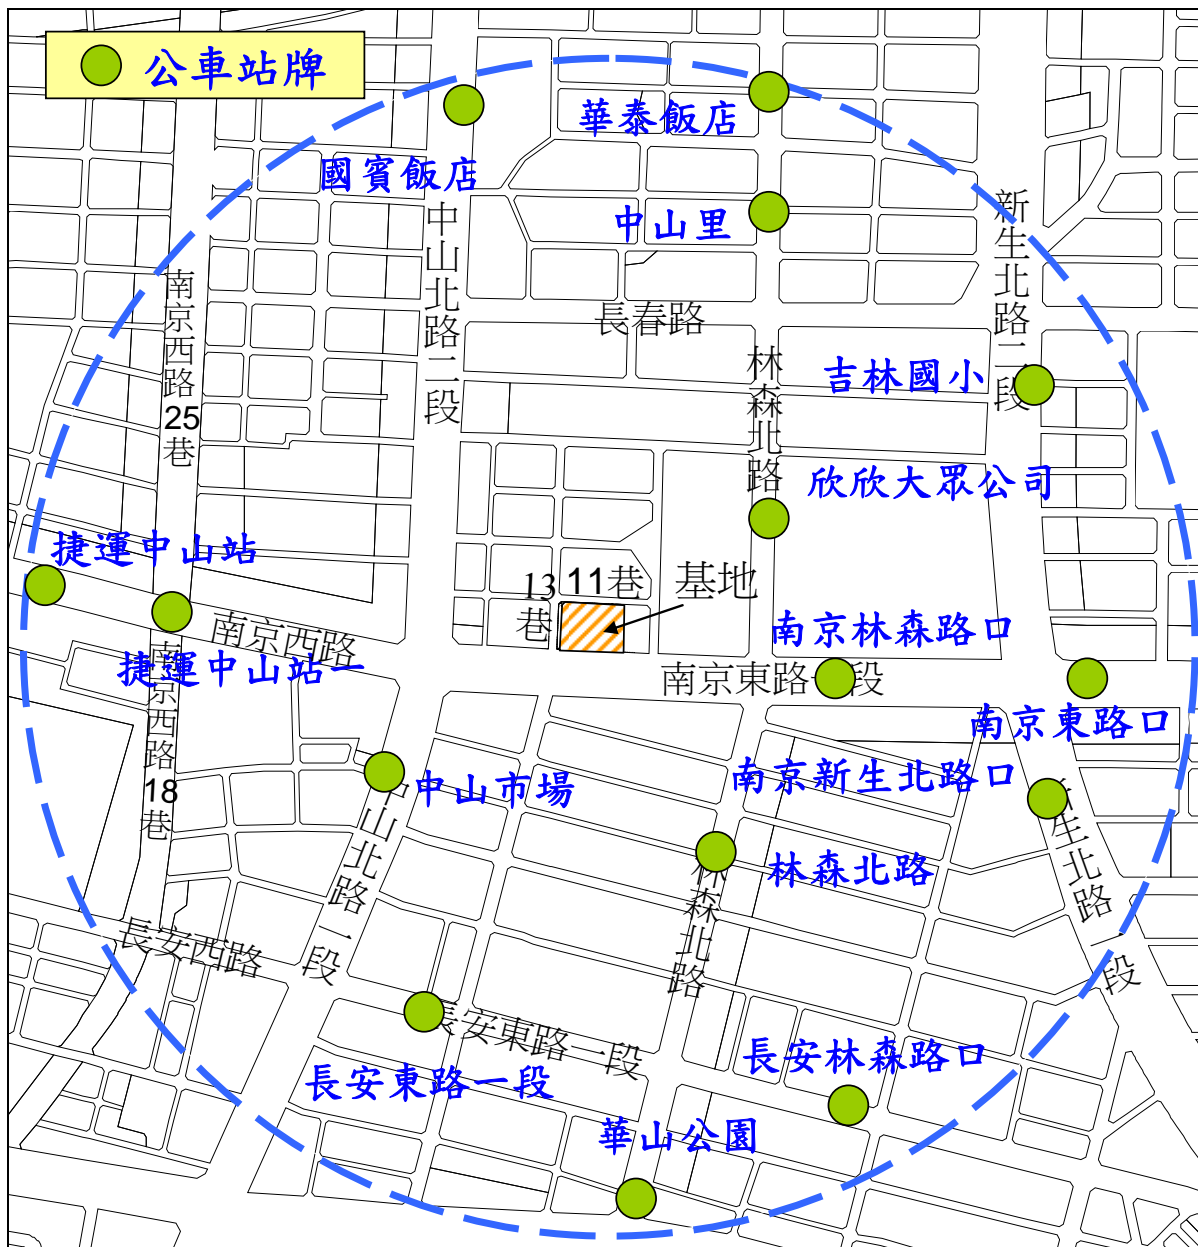 公車站牌
華泰飯店
國賓飯店
中山里
新生北路二段
中山北路二段
南京西路25巷
長春路
林森北路
吉林國小
欣欣大眾公司
捷運中山站
13巷
11巷
基地
南京西路
南京林森路口
捷運中山站一
南京東路一段
南京西路18巷
南京東路口
中山市場
南京新生北路口
新生北路一段
中山北路一段
林森北路
林森北路
長安西路
長安東路一段
長安東路一段
長安林森路口
華山公園